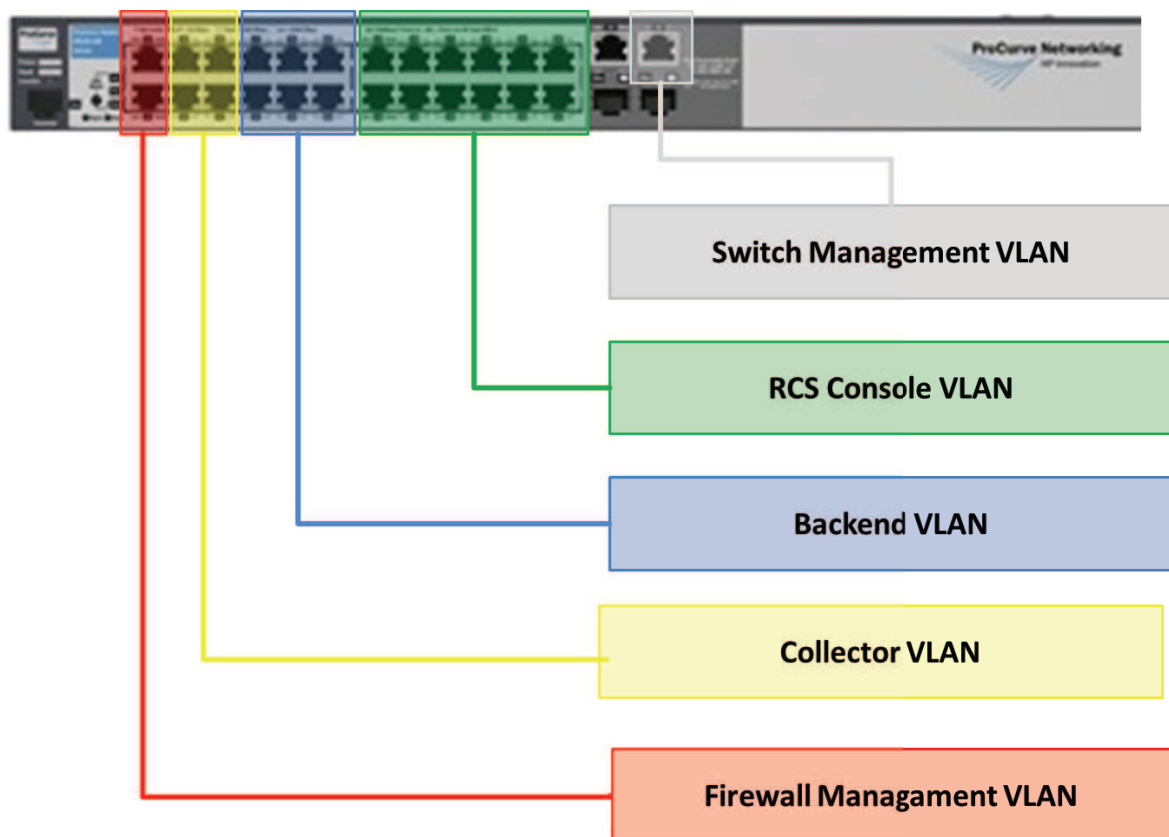 ProCurve Networking
HP Innovation
Switch Management VLAN
RCS Console VLAN
Backend VLAN
Collector VLAN
Firewall Managament VLAN